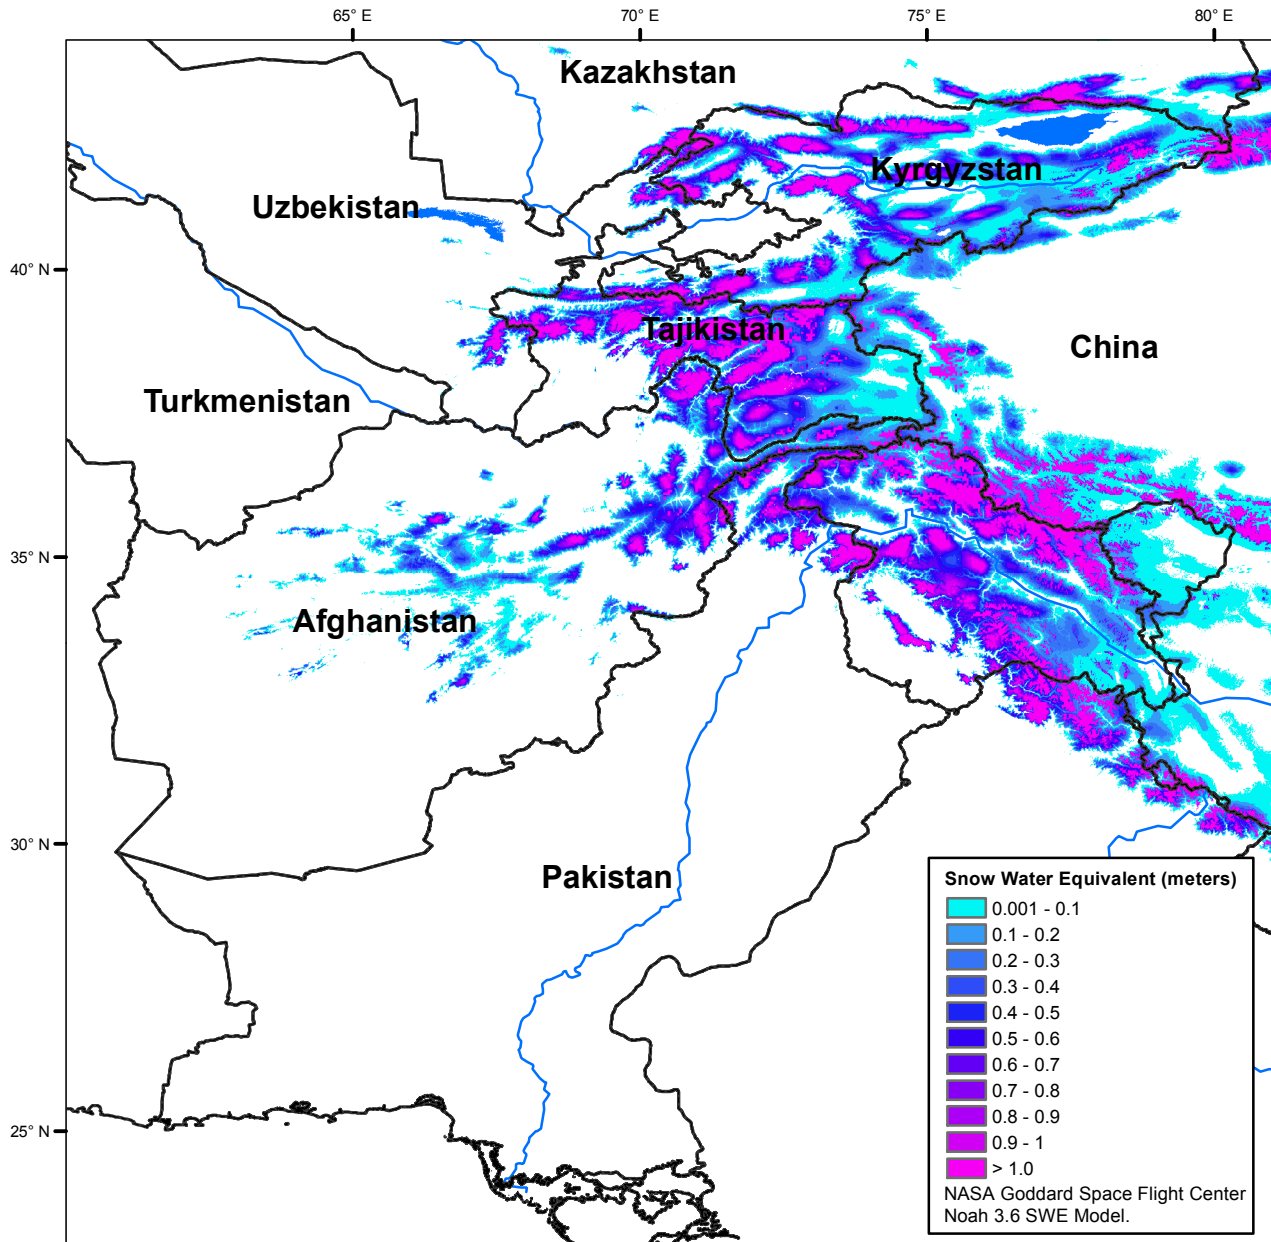 65° E
70° E
75° E
80° E
Kazakhstan
Kyrgyzstan
Uzbekistan
40° N
Tajikistan
China
Turkmenistan
35° N
Afghanistan
30° N
Pakistan
25° N
Snow Water Equivalent (meters)
0.001 - 0.1
0.1 - 0.2
0.2 - 0.3
0.3 - 0.4
0.4 - 0.5
0.5 - 0.6
0.6 - 0.7
0.7 - 0.8
0.8 - 0.9
0.9 - 1
> 1.0
NASA Goddard Space Flight Center
Noah 3.6 SWE Model.